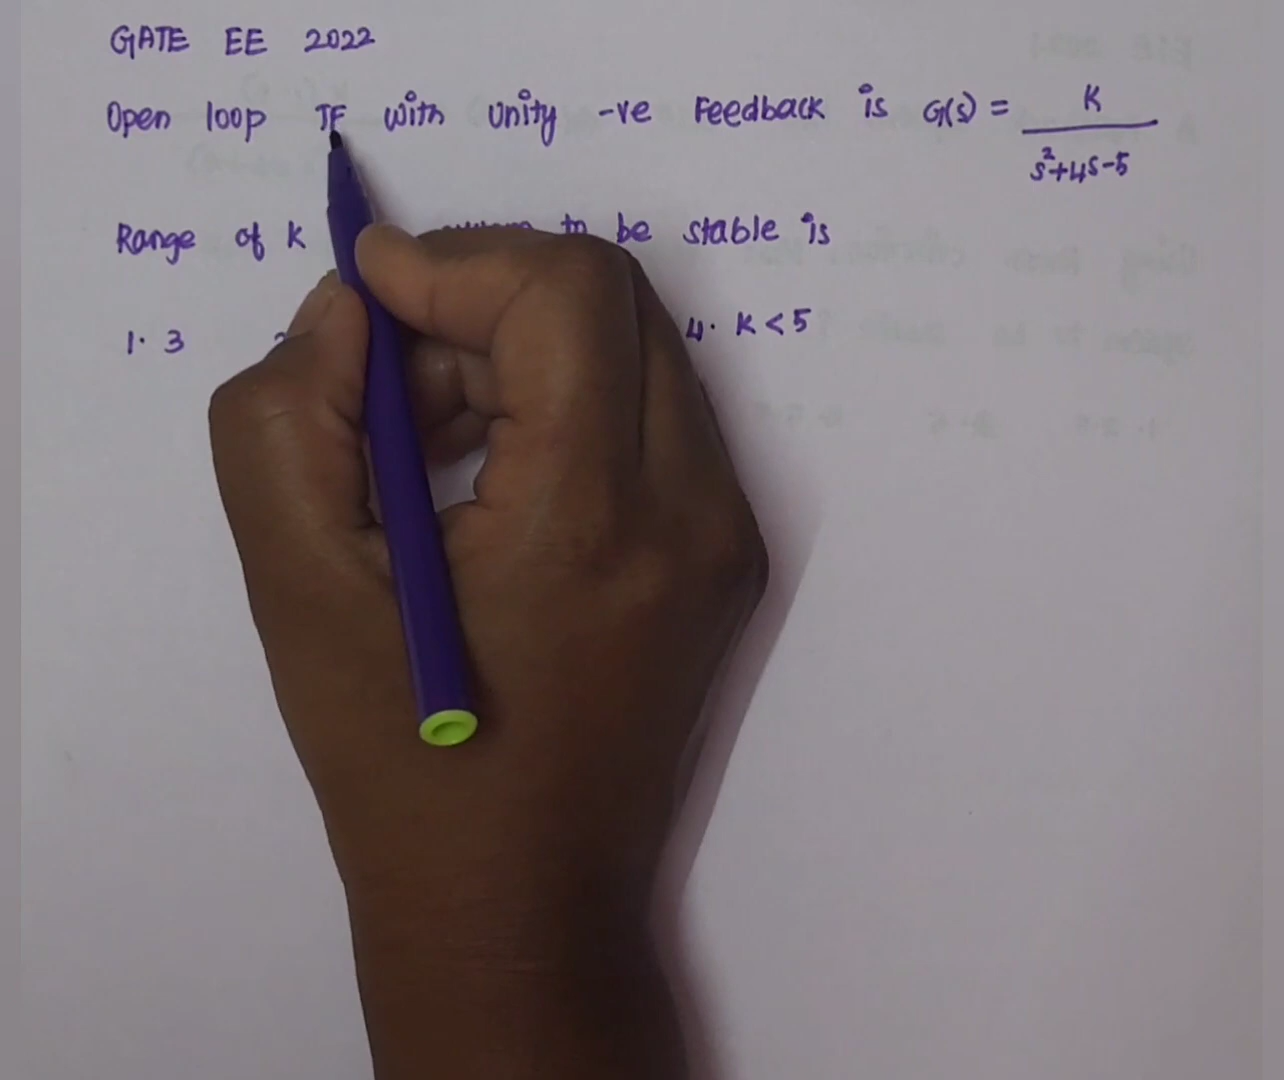 GATE EE 2022
Open loop TF with Unity -ve Feedback is G(s) = K / s²+4s-5
Range of K to be stable is
1. 3 4. K < 5